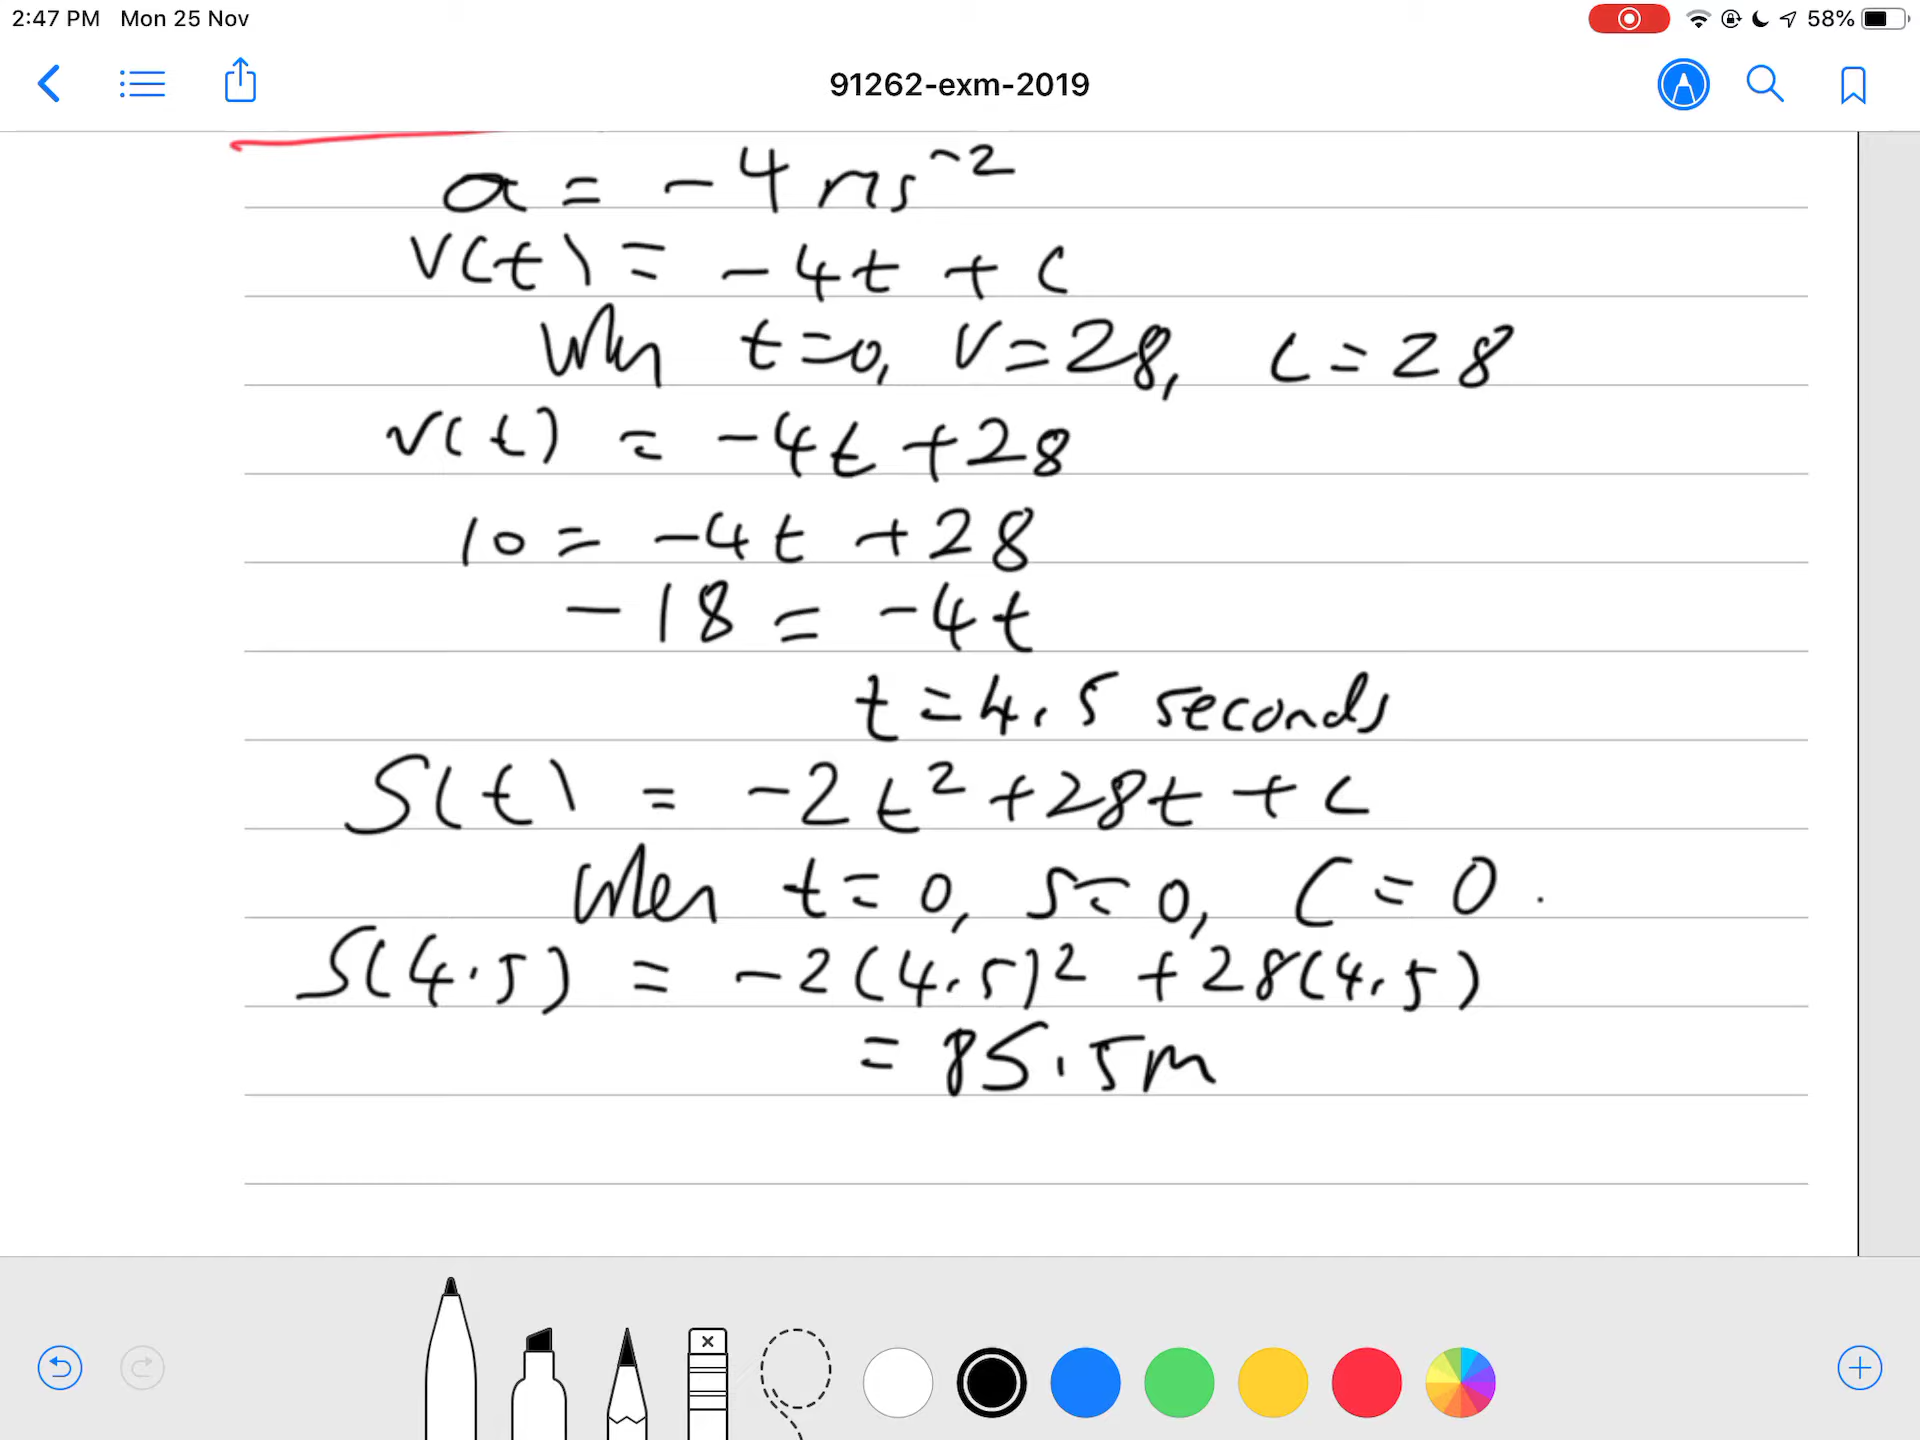 2:47 PM Mon 25 Nov 58%
91262-exm-2019
a = -4 ms⁻²
v(t) = -4t + c
When t=0, v=28, c=28
v(t) = -4t +28
10 = -4t +28
-18 = -4t
t=4.5 seconds
S(t) = -2t² +28t + c
When t=0, s=0, C=0.
S(4.5) = -2(4.5)² +28(4.5)
= 85.5m